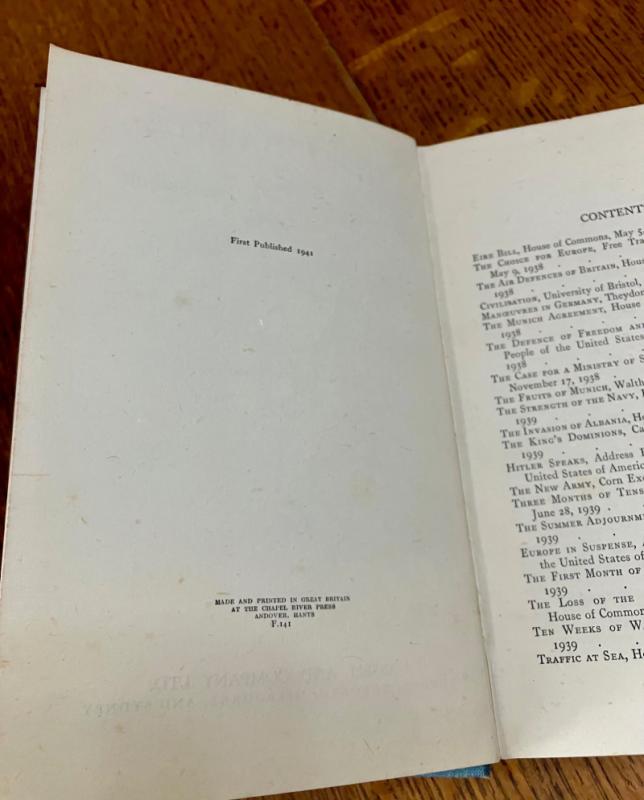 First Published 1941
MADE AND PRINTED IN GREAT BRITAIN
AT THE CHAPEL RIVER PRESS
ANDOVER, HANTS
F.141
CONTENT
EIRE BILL, House of Commons, May 5
THE CHOICE FOR EUROPE, Free Tra
May 9, 1938
THE AIR DEFENCES OF BRITAIN, Hous
1938
CIVILISATION, University of Bristol,
MANŒUVRES IN GERMANY, Theydon
THE MUNICH AGREEMENT, House
1938
THE DEFENCE OF FREEDOM AND
People of the United States
1938
THE CASE FOR A MINISTRY OF S
November 17, 1938
THE FRUITS OF MUNICH, Walth
THE STRENGTH OF THE NAVY,
1939
THE INVASION OF ALBANIA, Ho
THE KING'S DOMINIONS, Ca
1939
HITLER SPEAKS, Address
United States of Americ
THE NEW ARMY, Corn Exc
THREE MONTHS OF TENS
June 28, 1939
THE SUMMER ADJOURNM
1939
EUROPE IN SUSPENSE,
the United States of
THE FIRST MONTH OF
1939
THE LOSS OF THE
House of Commons
TEN WEEKS OF W
1939
TRAFFIC AT SEA, Ho